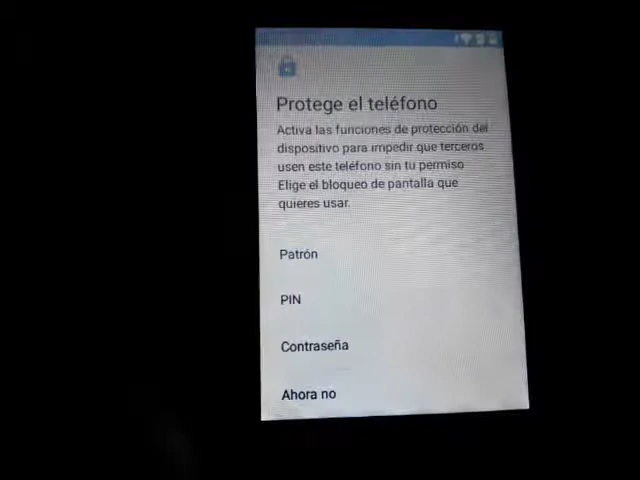 Protege el teléfono
Activa las funciones de protección del
dispositivo para impedir que terceros
usen este teléfono sin tu permiso
Elige el bloqueo de pantalla que
quieres usar.
Patrón
PIN
Contraseña
Ahora no